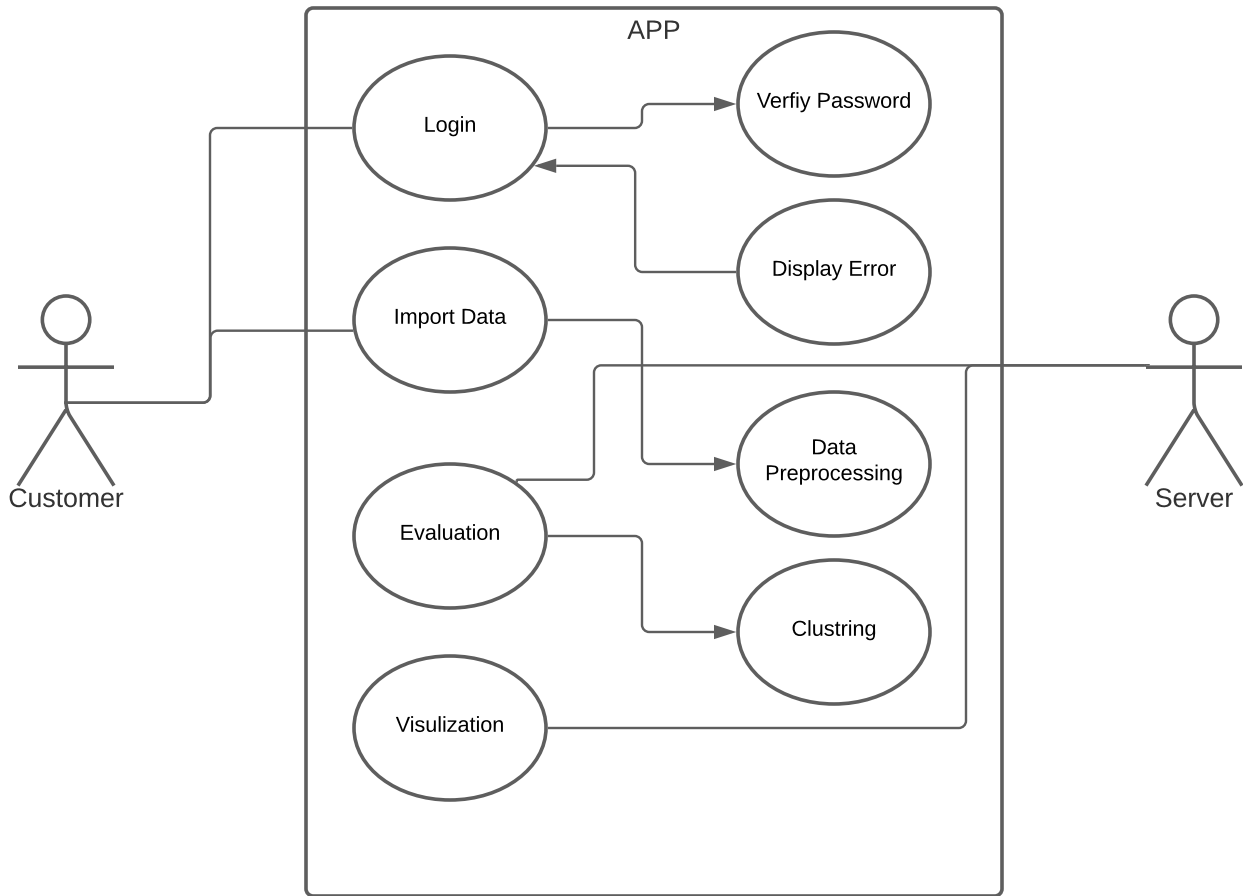 APP
Login
Verfiy Password
Display Error
Import Data
Data
Preprocessing
Customer
Server
Evaluation
Clustring
Visulization